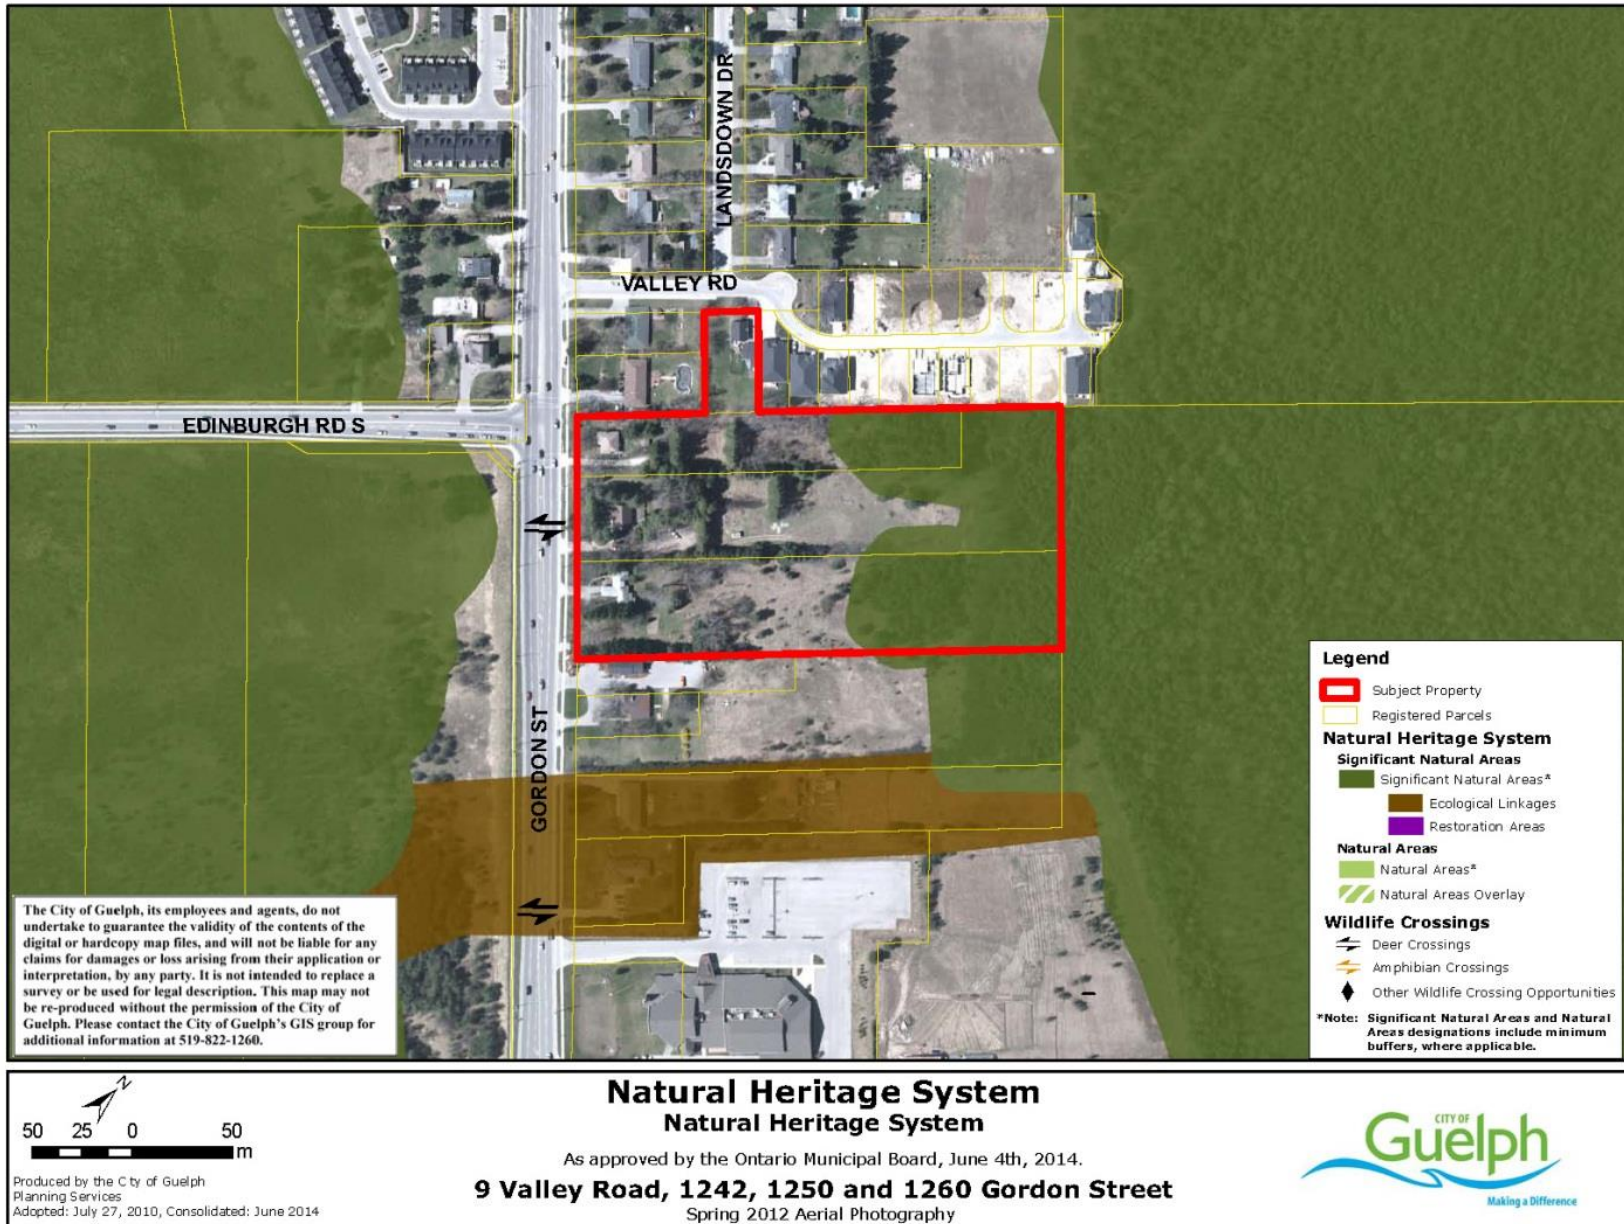 LANDSDOWN DR
VALLEY RD
EDINBURGH RD S
GORDON ST
Legend
Subject Property
Registered Parcels
Natural Heritage System
Significant Natural Areas
Significant Natural Areas*
Ecological Linkages
Restoration Areas
Natural Areas
Natural Areas*
Natural Areas Overlay
Wildlife Crossings
Deer Crossings
Amphibian Crossings
Other Wildlife Crossing Opportunities
*Note: Significant Natural Areas and Natural
Areas designations include minimum
buffers, where applicable.
The City of Guelph, its employees and agents, do not
undertake to guarantee the validity of the contents of the
digital or hardcopy map files, and will not be liable for any
claims for damages or loss arising from their application or
interpretation, by any party. It is not intended to replace a
survey or be used for legal description. This map may not
be re-produced without the permission of the City of
Guelph. Please contact the City of Guelph's GIS group for
additional information at 519-822-1260.
N
50 25 0 50
m
Produced by the C ty of Guelph
Planning Services
Adopted: July 27, 2010, Consolidated: June 2014
Natural Heritage System
Natural Heritage System
As approved by the Ontario Municipal Board, June 4th, 2014.
9 Valley Road, 1242, 1250 and 1260 Gordon Street
Spring 2012 Aerial Photography
CITY OF
Guelph
Making a Difference